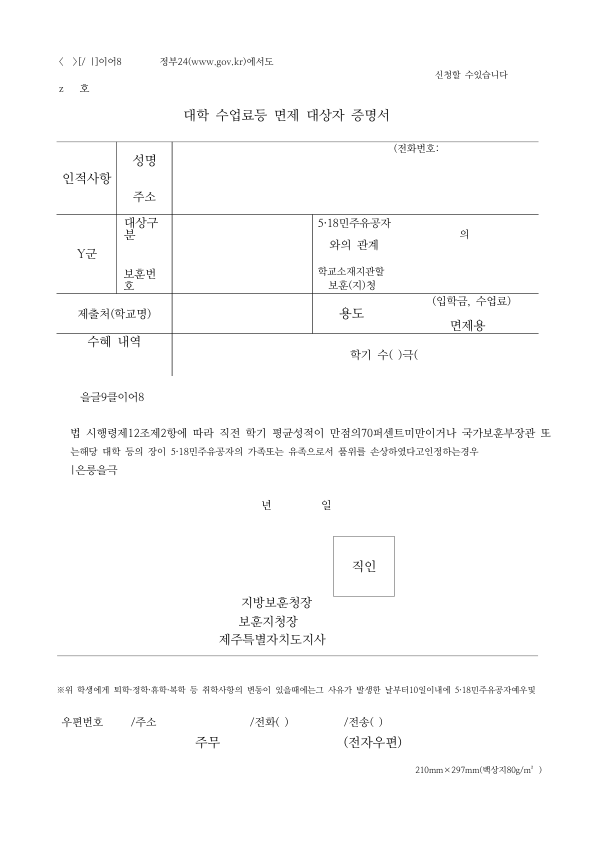 〈 〉[/ |]이어8 정부24(www.gov.kr)에서도
신청할 수있습니다
z 호
대학 수업료등 면제 대상자 증명서
(전화번호:
성명
인적사항
주소
대상구분
5·18민주유공자
와의 관계
의
Y군
보훈번호
학교소재지관할
보훈(지)청
제출처(학교명)
용도
(입학금, 수업료)
면제용
수혜 내역
학기 수( )극(
을글9클이어8
법 시행령제12조제2항에 따라 직전 학기 평균성적이 만점의70퍼센트미만이거나 국가보훈부장관 또
는해당 대학 등의 장이 5·18민주유공자의 가족또는 유족으로서 품위를 손상하였다고인정하는경우
|은룽을극
년 일
직인
지방보훈청장
보훈지청장
제주특별자치도지사
※위 학생에게 퇴학·정학·휴학·복학 등 취학사항의 변동이 있을때에는그 사유가 발생한 날부터10일이내에 5·18민주유공자예우및
우편번호 /주소 /전화( ) /전송( )
주무 (전자우편)
210mm×297mm(백상지80g/m² )